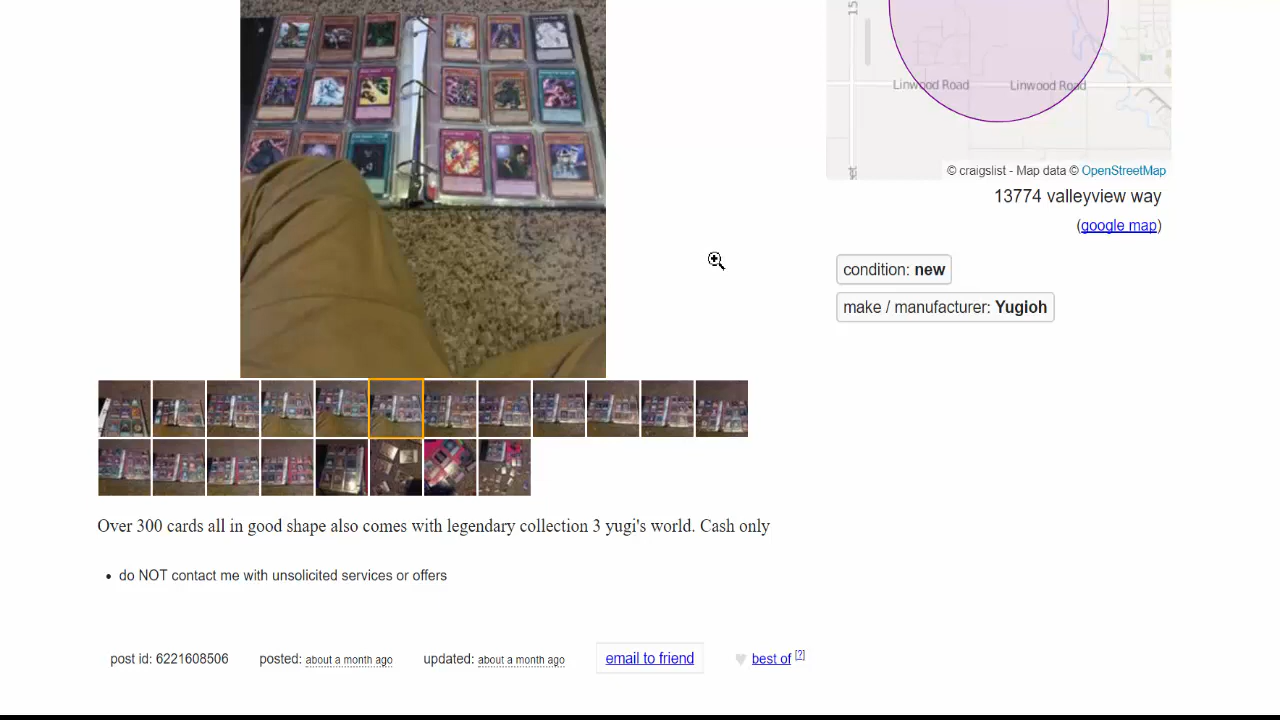 15
Linwood Road Linwood Road
© craigslist - Map data © OpenStreetMap
13774 valleyview way
(google map)
condition: new
make / manufacturer: Yugioh
Over 300 cards all in good shape also comes with legendary collection 3 yugi's world. Cash only
• do NOT contact me with unsolicited services or offers
post id: 6221608506 posted: about a month ago updated: about a month ago email to friend best of [?]